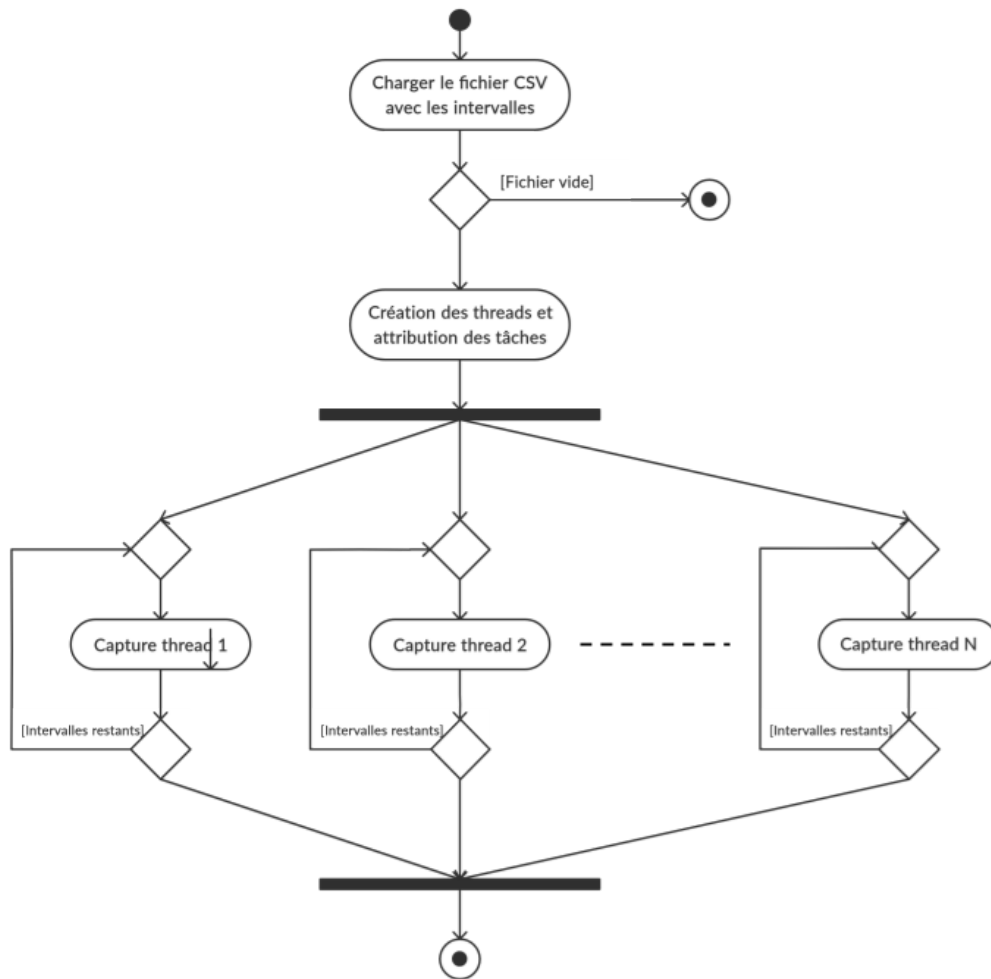 Charger le fichier CSV
avec les intervalles
[Fichier vide]
Création des threads et
attribution des tâches
Capture thread 1
Capture thread 2
Capture thread N
[Intervalles restants]
[Intervalles restants]
[Intervalles restants]